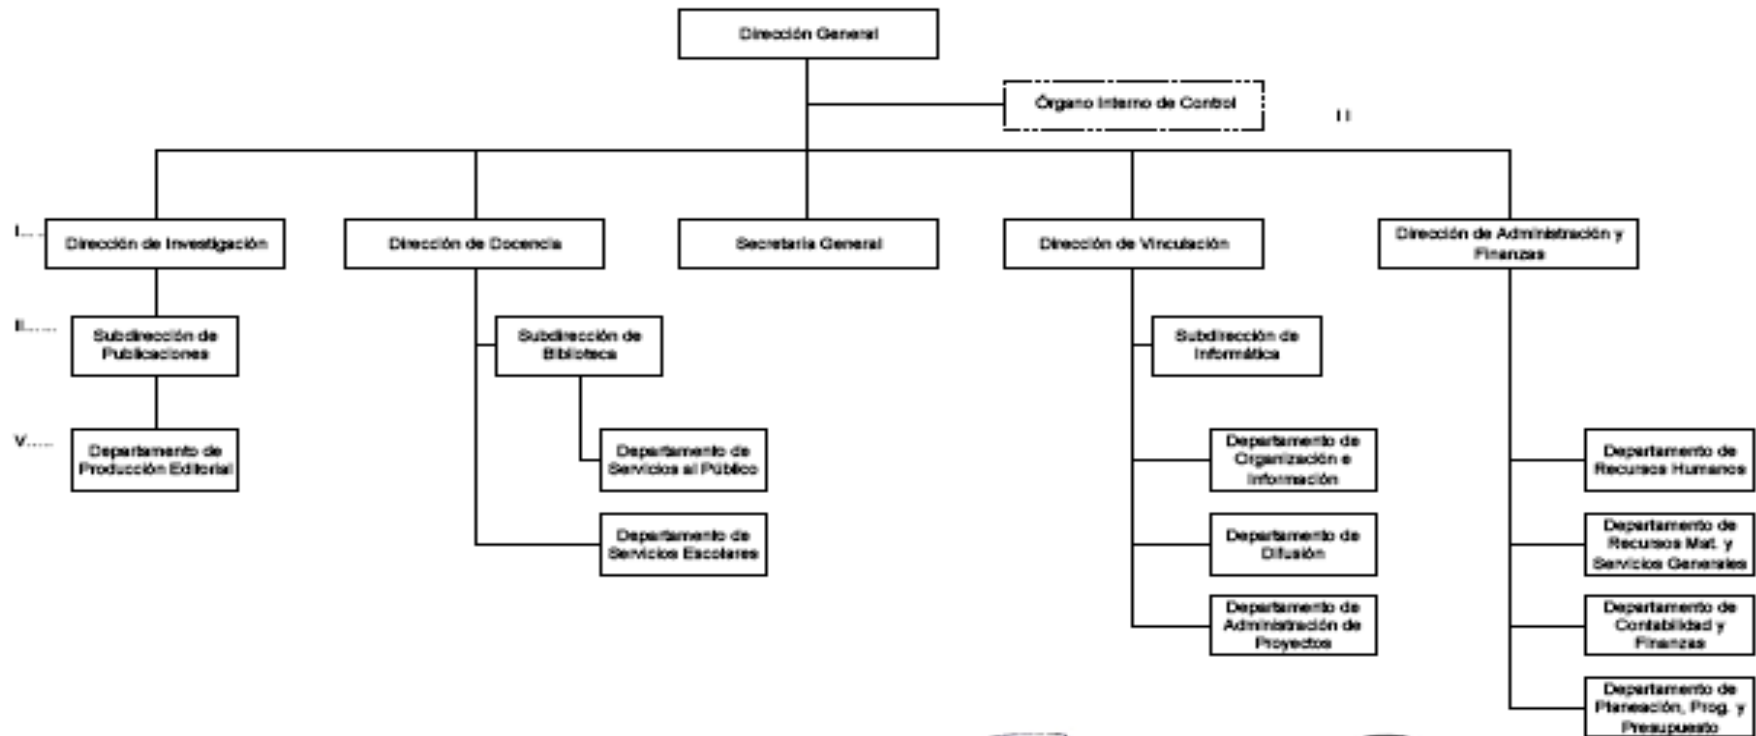 Dirección General
Órgano Interno de Control
I I
I.....
Dirección de Investigación
Dirección de Docencia
Secretaría General
Dirección de Vinculación
Dirección de Administración y
Finanzas
II......
Subdirección de
Publicaciones
Subdirección de
Biblioteca
Subdirección de
Informática
V.....
Departamento de
Producción Editorial
Departamento de
Servicios al Público
Departamento de
Organización e
Información
Departamento de
Recursos Humanos
Departamento de
Servicios Escolares
Departamento de
Difusión
Departamento de
Recursos Mat. y
Servicios Generales
Departamento de
Administración de
Proyectos
Departamento de
Contabilidad y
Finanzas
Departamento de
Planeación, Prog. y
Presupuesto